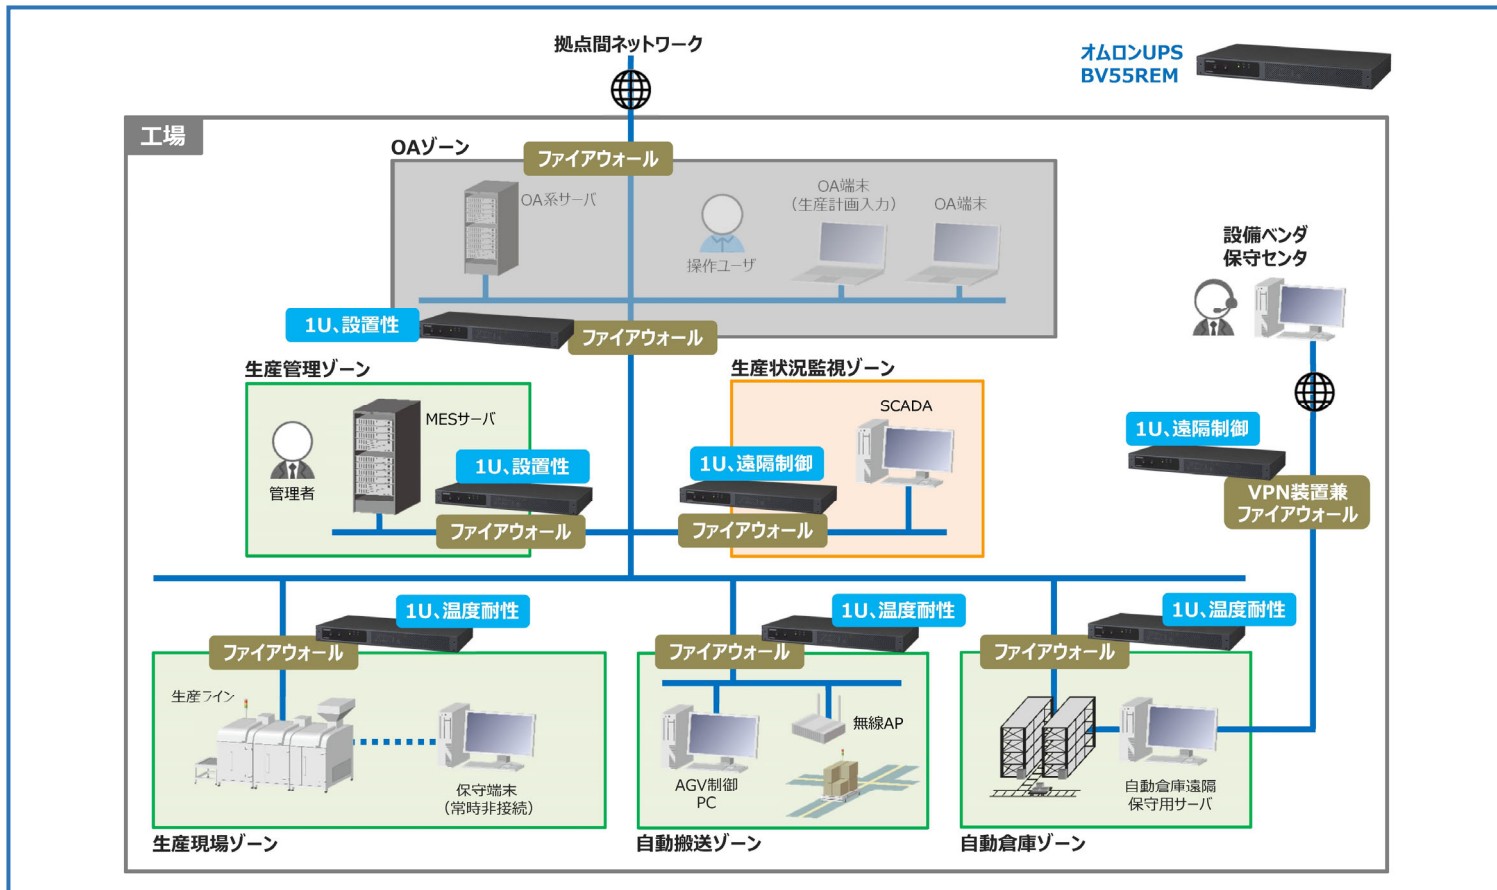 拠点間ネットワーク
オムロンUPS
BV55REM
工場
OAゾーン
ファイアウォール
OA系サーバ
操作ユーザ
OA端末
(生産計画入力)
OA端末
設備ベンダ
保守センタ
1U、設置性
ファイアウォール
生産管理ゾーン
生産状況監視ゾーン
MESサーバ
管理者
1U、設置性
ファイアウォール
SCADA
1U、遠隔制御
ファイアウォール
1U、遠隔制御
VPN装置兼
ファイアウォール
1U、温度耐性
ファイアウォール
1U、温度耐性
ファイアウォール
1U、温度耐性
ファイアウォール
生産ライン
保守端末
(常時非接続)
生産現場ゾーン
AGV制御
PC
無線AP
自動搬送ゾーン
自動倉庫遠隔
保守用サーバ
自動倉庫ゾーン